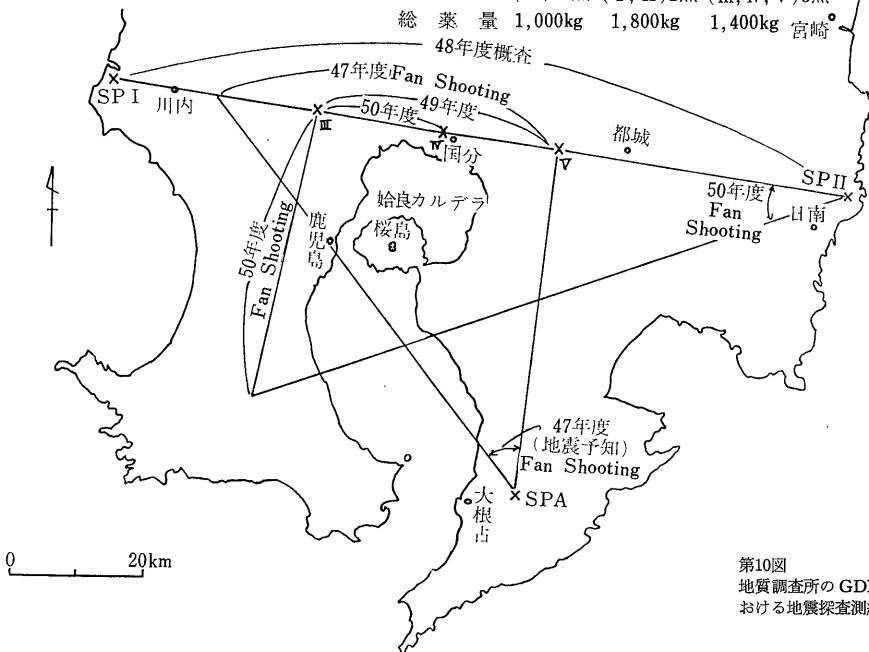 総薬量 1,000kg 1,800kg 1,400kg 宮崎
48年度概査
47年度 Fan Shooting
SP I
川内
50年度
49年度
III
IV
国分
V
都城
SPII
50年度
Fan
Shooting
日南
姶良カルデラ
桜島
鹿児島
50年度
Fan Shooting
47年度
(地震予知)
Fan Shooting
SPA
大根占
0 20km
第10図
地質調査所の GD
おける地震探査測